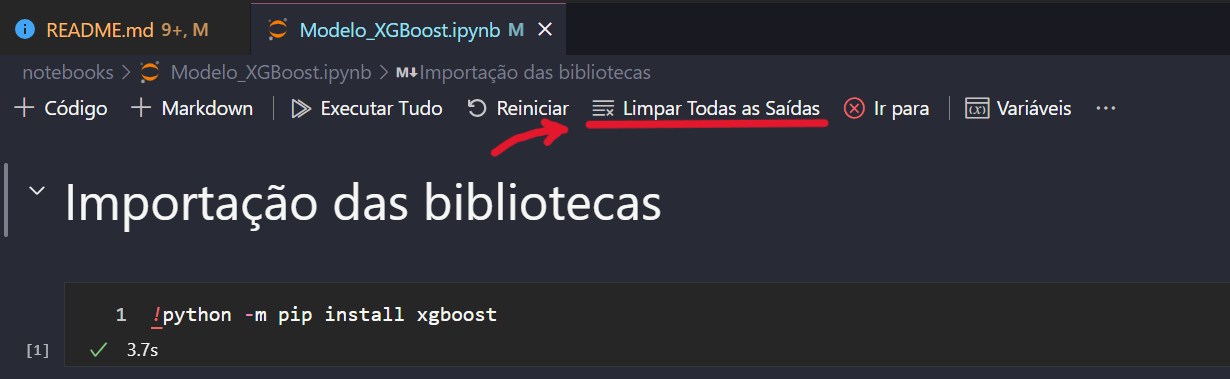 README.md 9+, M Modelo_XGBoost.ipynb M
notebooks > Modelo_XGBoost.ipynb > M↓Importação das bibliotecas
+ Código + Markdown Executar Tudo Reiniciar Limpar Todas as Saídas Ir para Variáveis ...
Importação das bibliotecas
1 !python -m pip install xgboost
[1] 3.7s